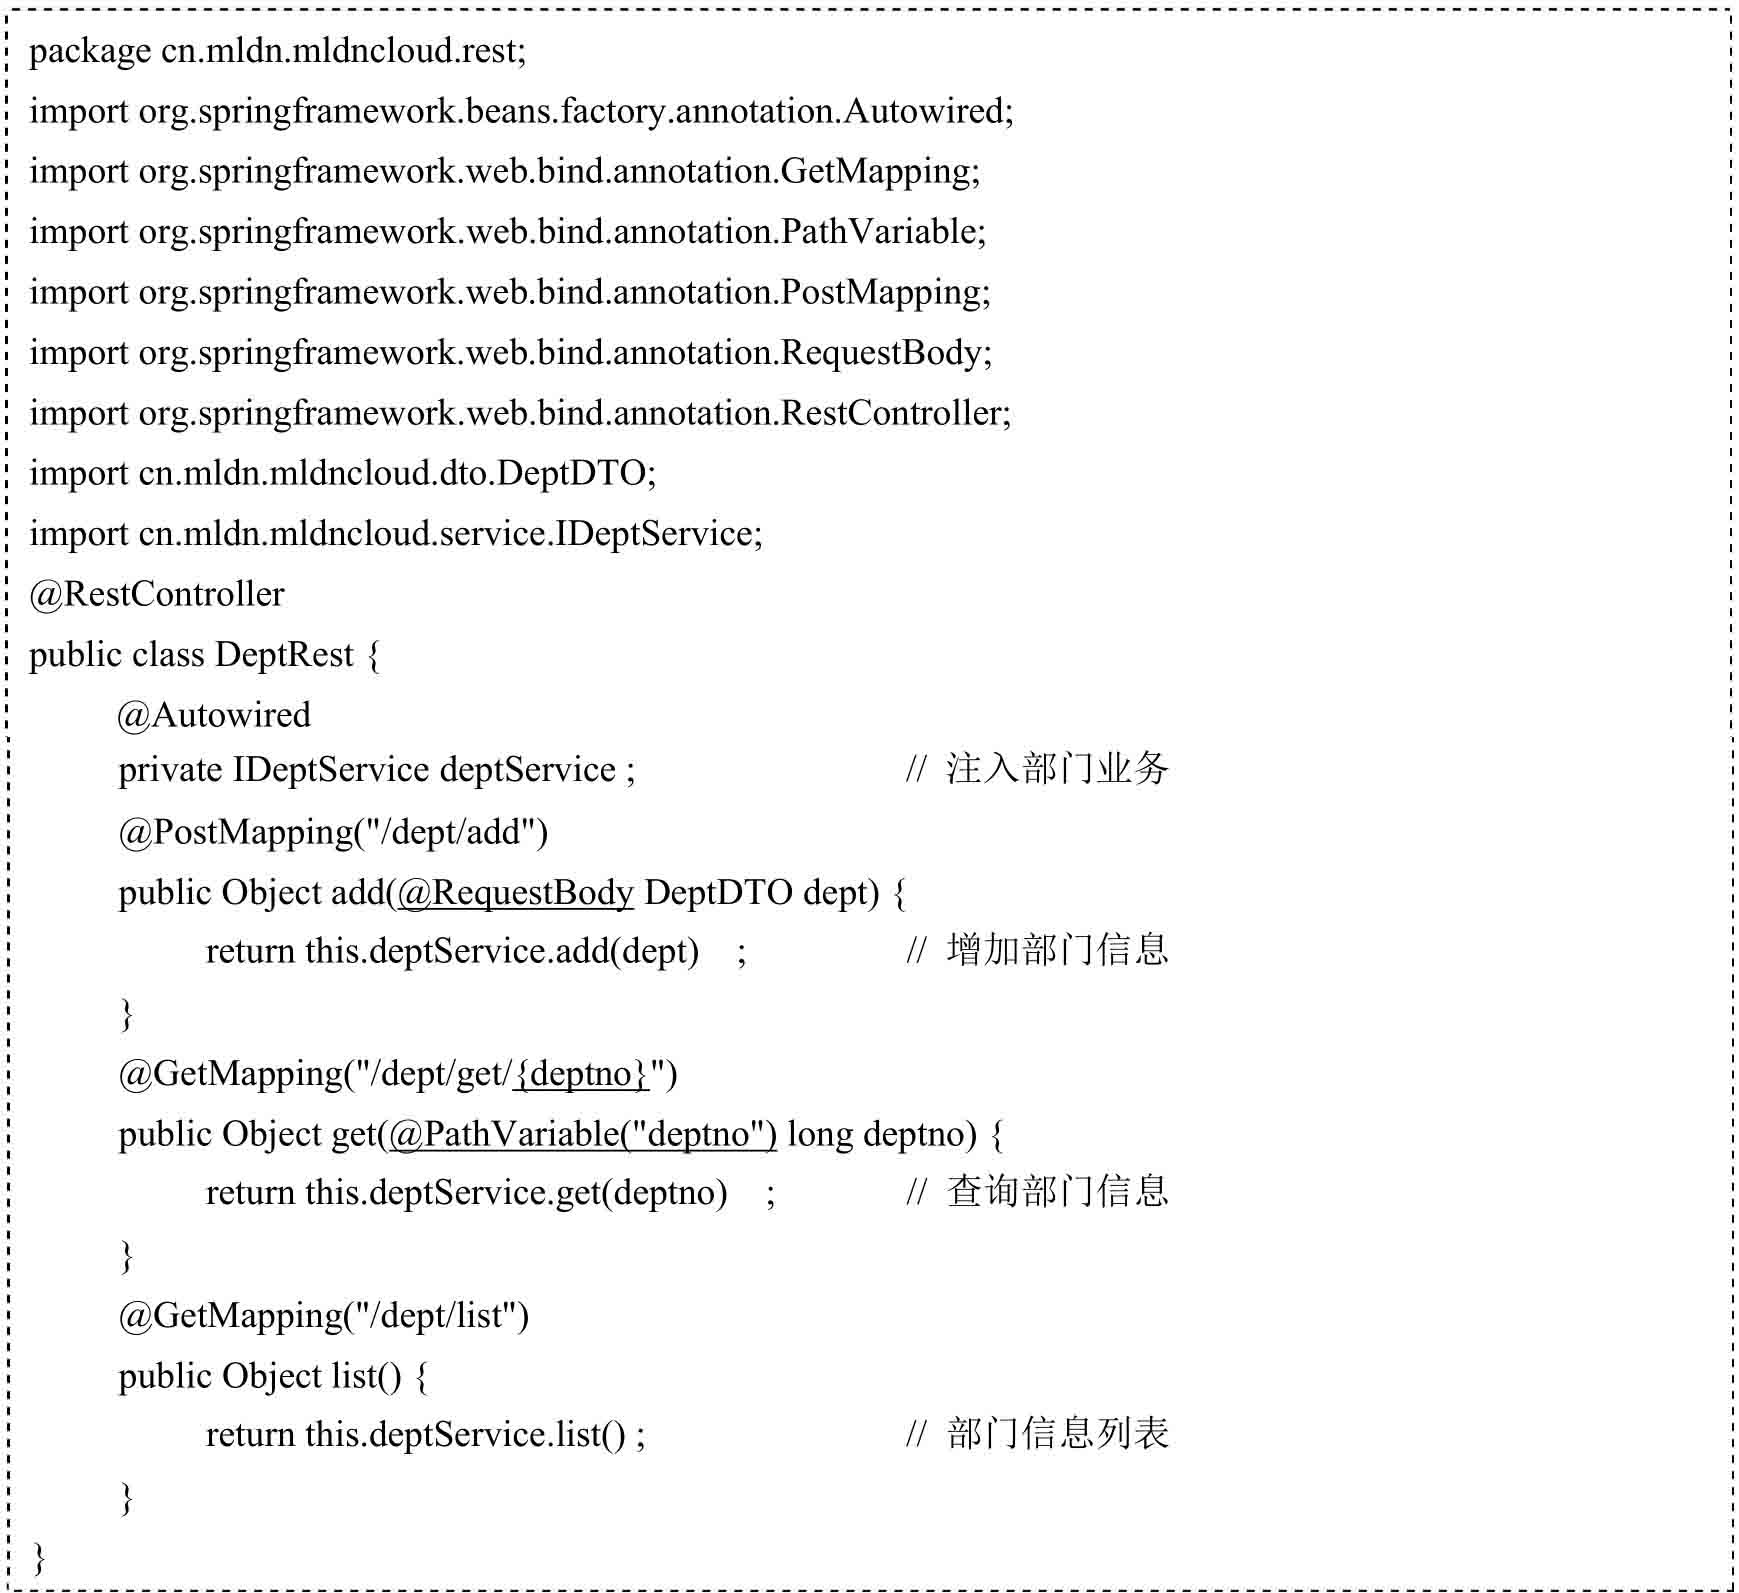 package cn.mldn.mldncloud.rest;
import org.springframework.beans.factory.annotation.Autowired;
import org.springframework.web.bind.annotation.GetMapping;
import org.springframework.web.bind.annotation.PathVariable;
import org.springframework.web.bind.annotation.PostMapping;
import org.springframework.web.bind.annotation.RequestBody;
import org.springframework.web.bind.annotation.RestController;
import cn.mldn.mldncloud.dto.DeptDTO;
import cn.mldn.mldncloud.service.IDeptService;
@RestController
public class DeptRest {
@Autowired
private IDeptService deptService ; // 注入部门业务
@PostMapping("/dept/add")
public Object add(@RequestBody DeptDTO dept) {
return this.deptService.add(dept) ; // 增加部门信息
}
@GetMapping("/dept/get/{deptno}")
public Object get(@PathVariable("deptno") long deptno) {
return this.deptService.get(deptno) ; // 查询部门信息
}
@GetMapping("/dept/list")
public Object list() {
return this.deptService.list() ; // 部门信息列表
}
}